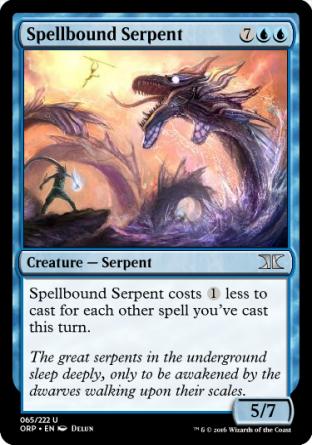 Spellbound Serpent 7
Creature — Serpent
Spellbound Serpent costs 1 less to
cast for each other spell you've cast
this turn.
The great serpents in the underground
sleep deeply, only to be awakened by the
dwarves walking upon their scales.
5/7
065/222 U
ORP • EN Delun
™ & © 2016 Wizards of the Coast